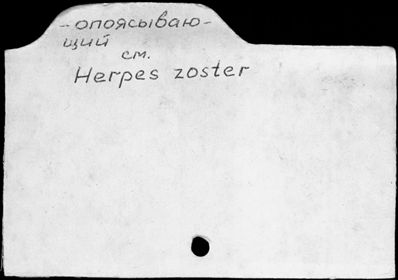 -опоясываю-
щий
см.
Herpes zoster